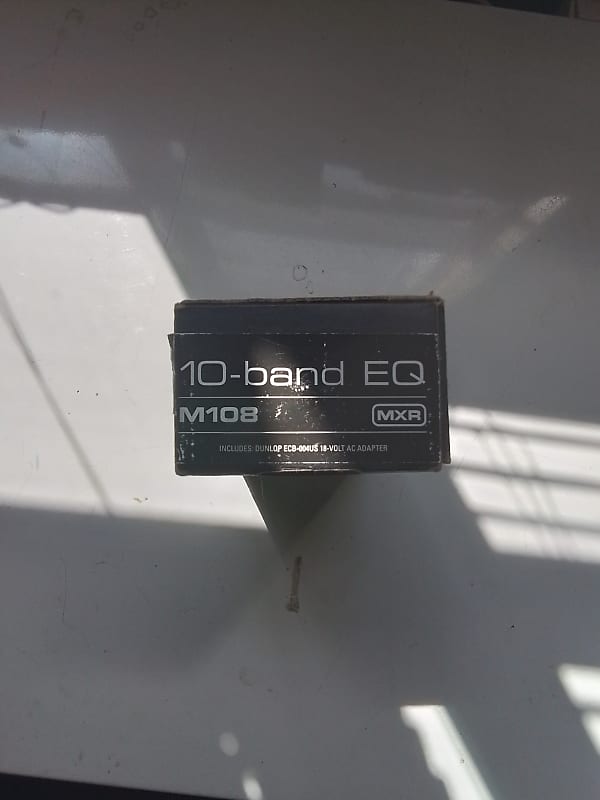 10-band EQ
M108 MXR
INCLUDES: DUNLOP ECB-004US 18-VOLT AC ADAPTER